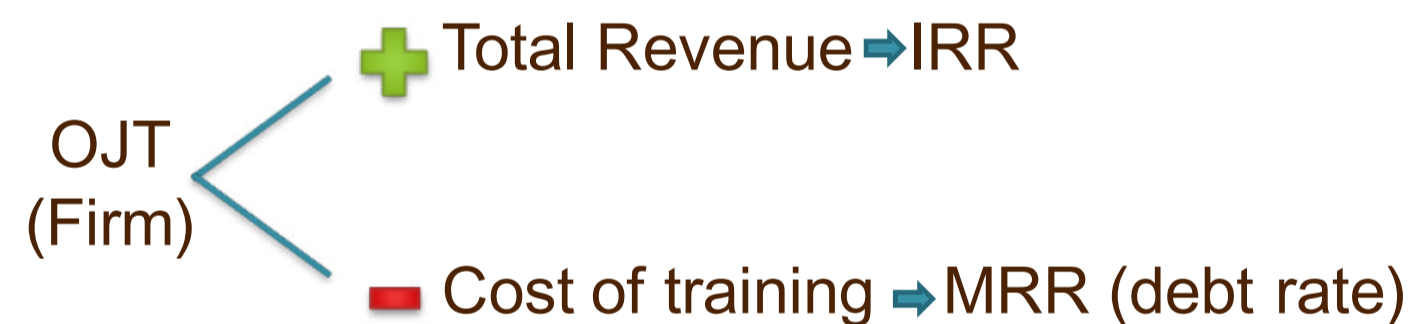 Total Revenue ➡IRR
OJT
(Firm)
Cost of training ➡MRR (debt rate)